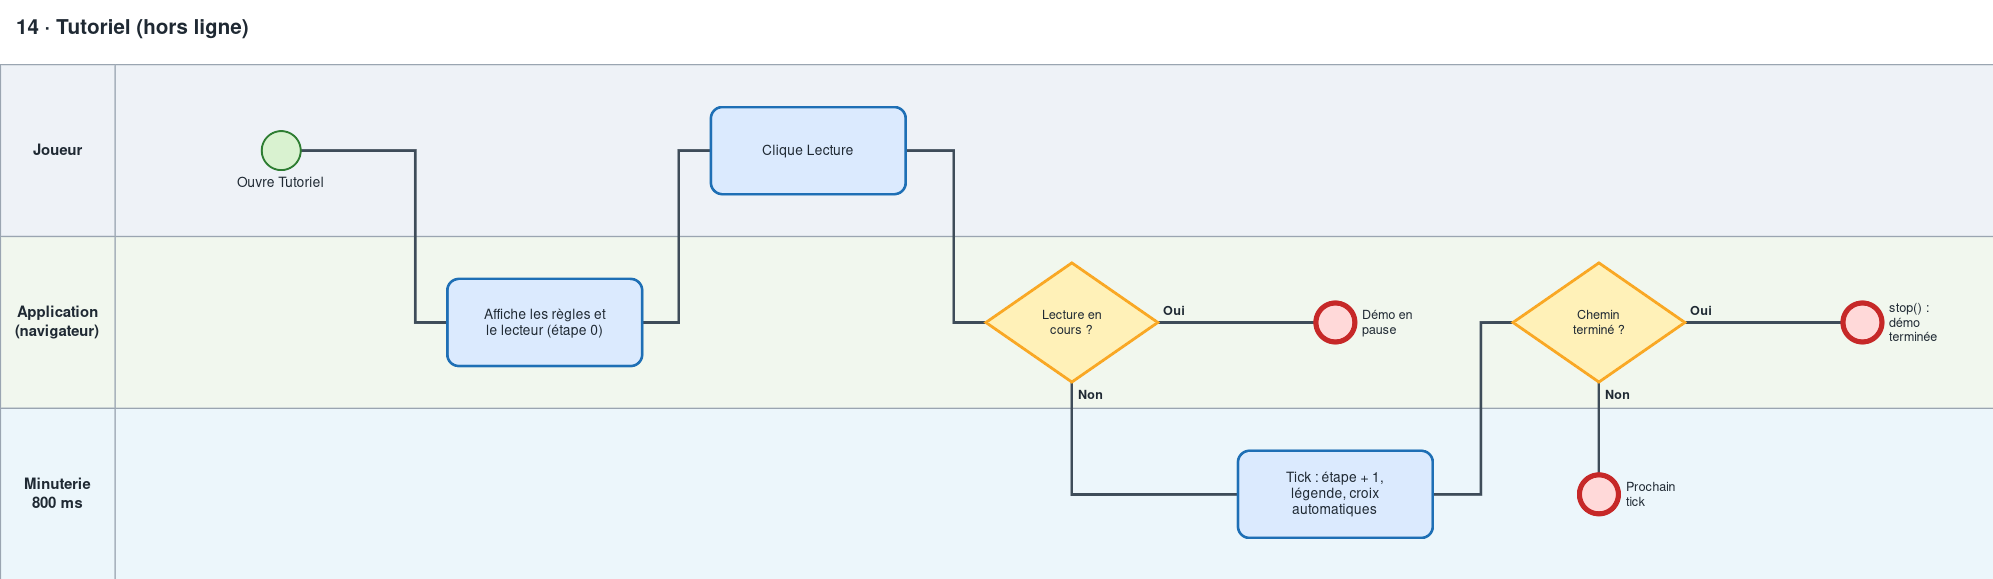 14 · Tutoriel (hors ligne)
Joueur
Ouvre Tutoriel
Clique Lecture
Application
(navigateur)
Affiche les règles et
le lecteur (étape 0)
Lecture en
cours ?
Oui
Démo en
pause
Non
Chemin
terminé ?
Oui
stop() :
démo
terminée
Non
Minuterie
800 ms
Tick : étape + 1,
légende, croix
automatiques
Prochain
tick